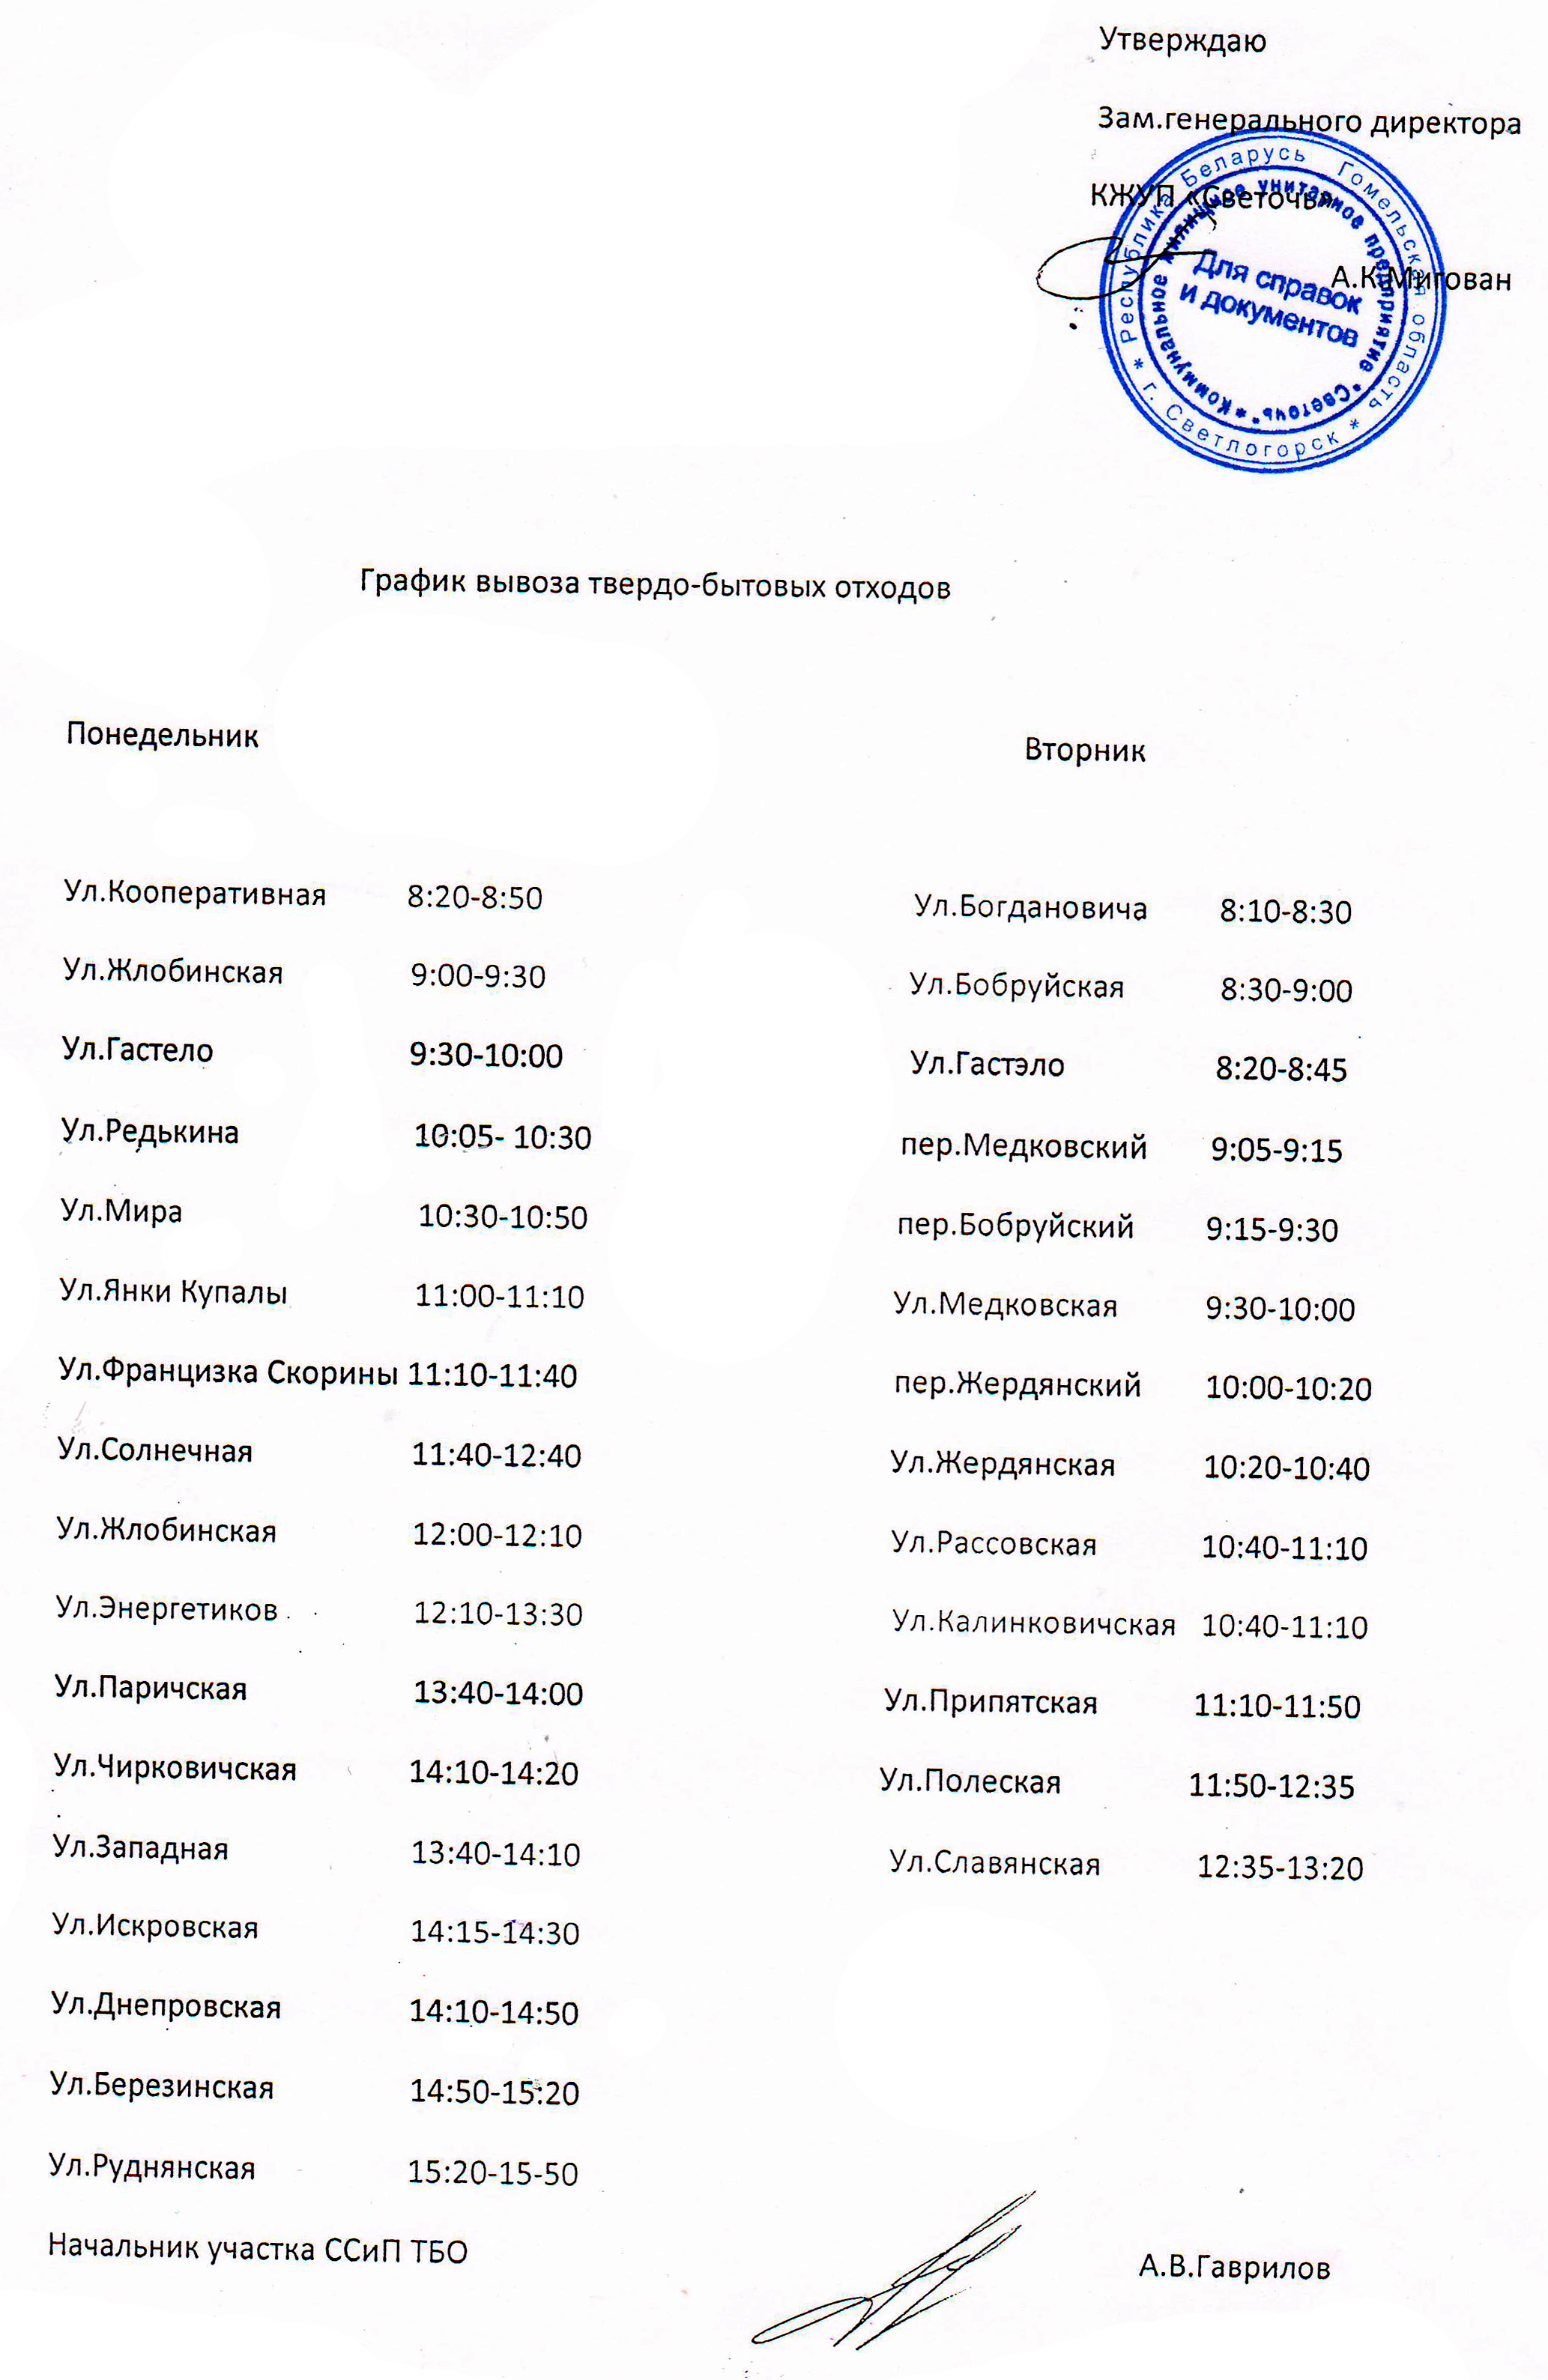 Утверждаю
Зам.генерального директора
КЖУП «Светочь»
А.К.Мигован
* Республика Беларусь Гомельская область * г. Светлогорск
*Коммунальное жилищное унитарное предприятие "Светочь"
Для справок
и документов
График вывоза твердо-бытовых отходов
Понедельник
Ул.Кооперативная 8:20-8:50
Ул.Жлобинская 9:00-9:30
Ул.Гастело 9:30-10:00
Ул.Редькина 10:05- 10:30
Ул.Мира 10:30-10:50
Ул.Янки Купалы 11:00-11:10
Ул.Францизка Скорины 11:10-11:40
Ул.Солнечная 11:40-12:40
Ул.Жлобинская 12:00-12:10
Ул.Энергетиков 12:10-13:30
Ул.Паричская 13:40-14:00
Ул.Чирковичская 14:10-14:20
Ул.Западная 13:40-14:10
Ул.Искровская 14:15-14:30
Ул.Днепровская 14:10-14:50
Ул.Березинская 14:50-15:20
Ул.Руднянская 15:20-15-50
Вторник
Ул.Богдановича 8:10-8:30
Ул.Бобруйская 8:30-9:00
Ул.Гастэло 8:20-8:45
пер.Медковский 9:05-9:15
пер.Бобруйский 9:15-9:30
Ул.Медковская 9:30-10:00
пер.Жердянский 10:00-10:20
Ул.Жердянская 10:20-10:40
Ул.Рассовская 10:40-11:10
Ул.Калинковичская 10:40-11:10
Ул.Припятская 11:10-11:50
Ул.Полеская 11:50-12:35
Ул.Славянская 12:35-13:20
Начальник участка ССиП ТБО А.В.Гаврилов